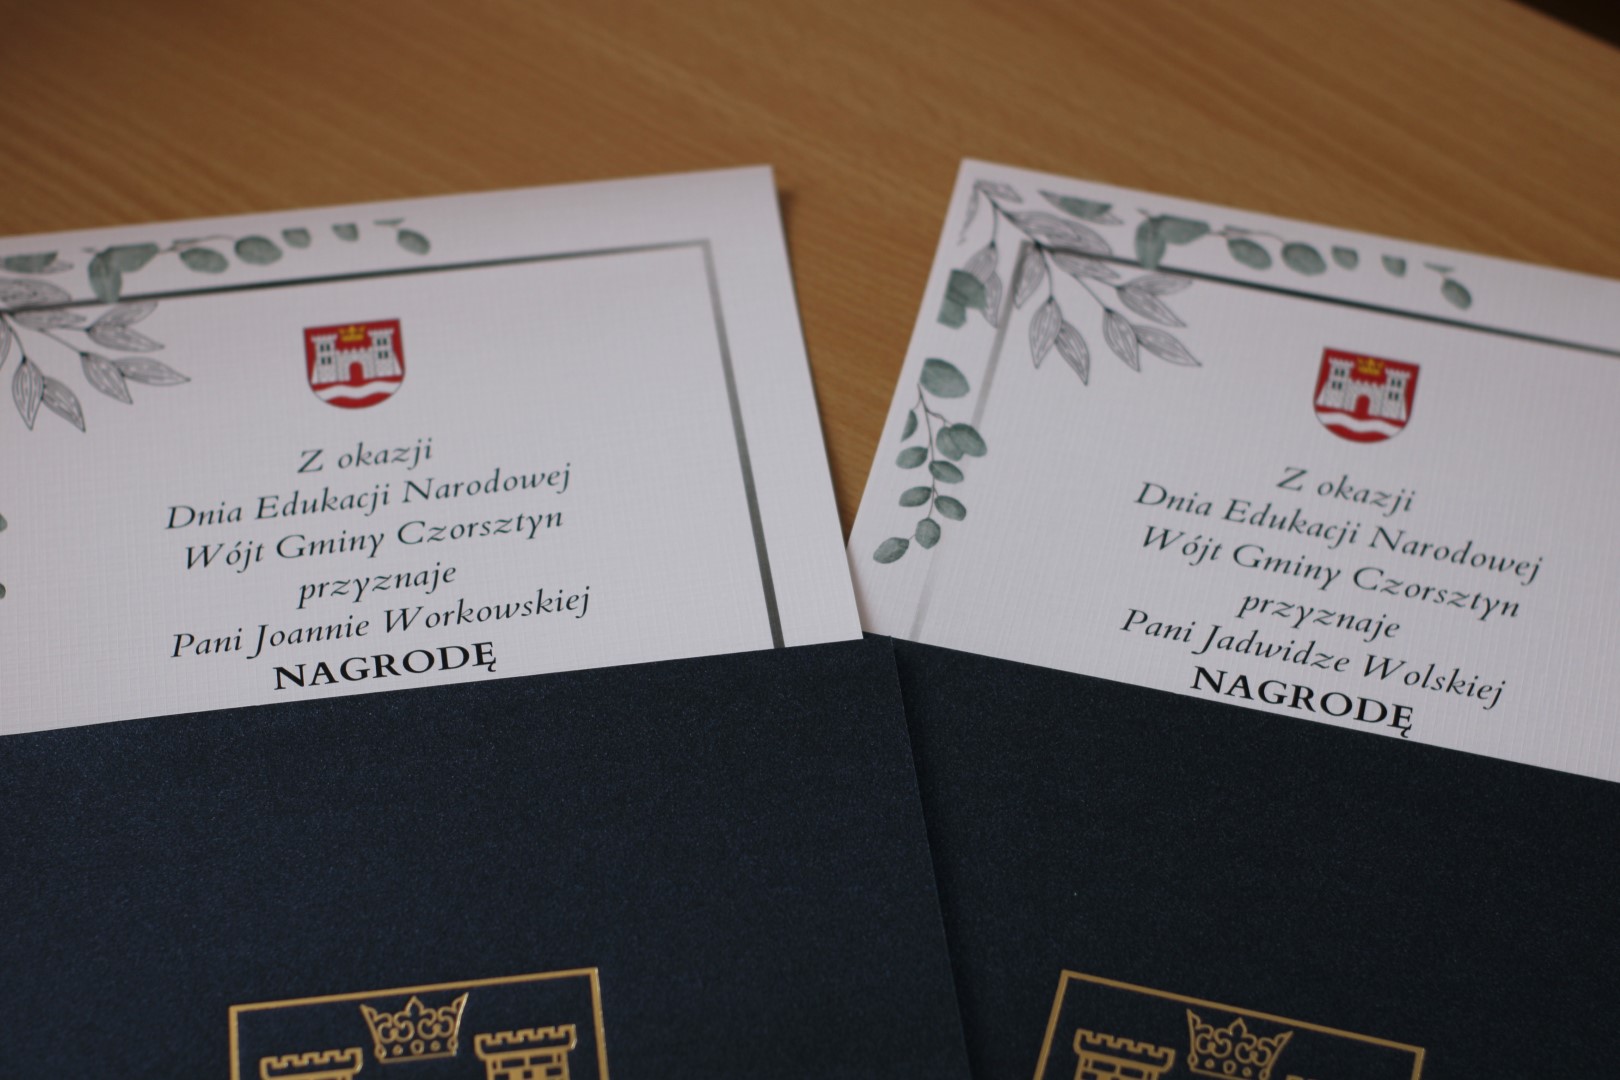 Z okazji
Dnia Edukacji Narodowej
Wójt Gminy Czorsztyn
przyznaje
Pani Joannie Workowskiej
NAGRODĘ
Z okazji
Dnia Edukacji Narodowej
Wójt Gminy Czorsztyn
przyznaje
Pani Jadwidze Wolskiej
NAGRODĘ